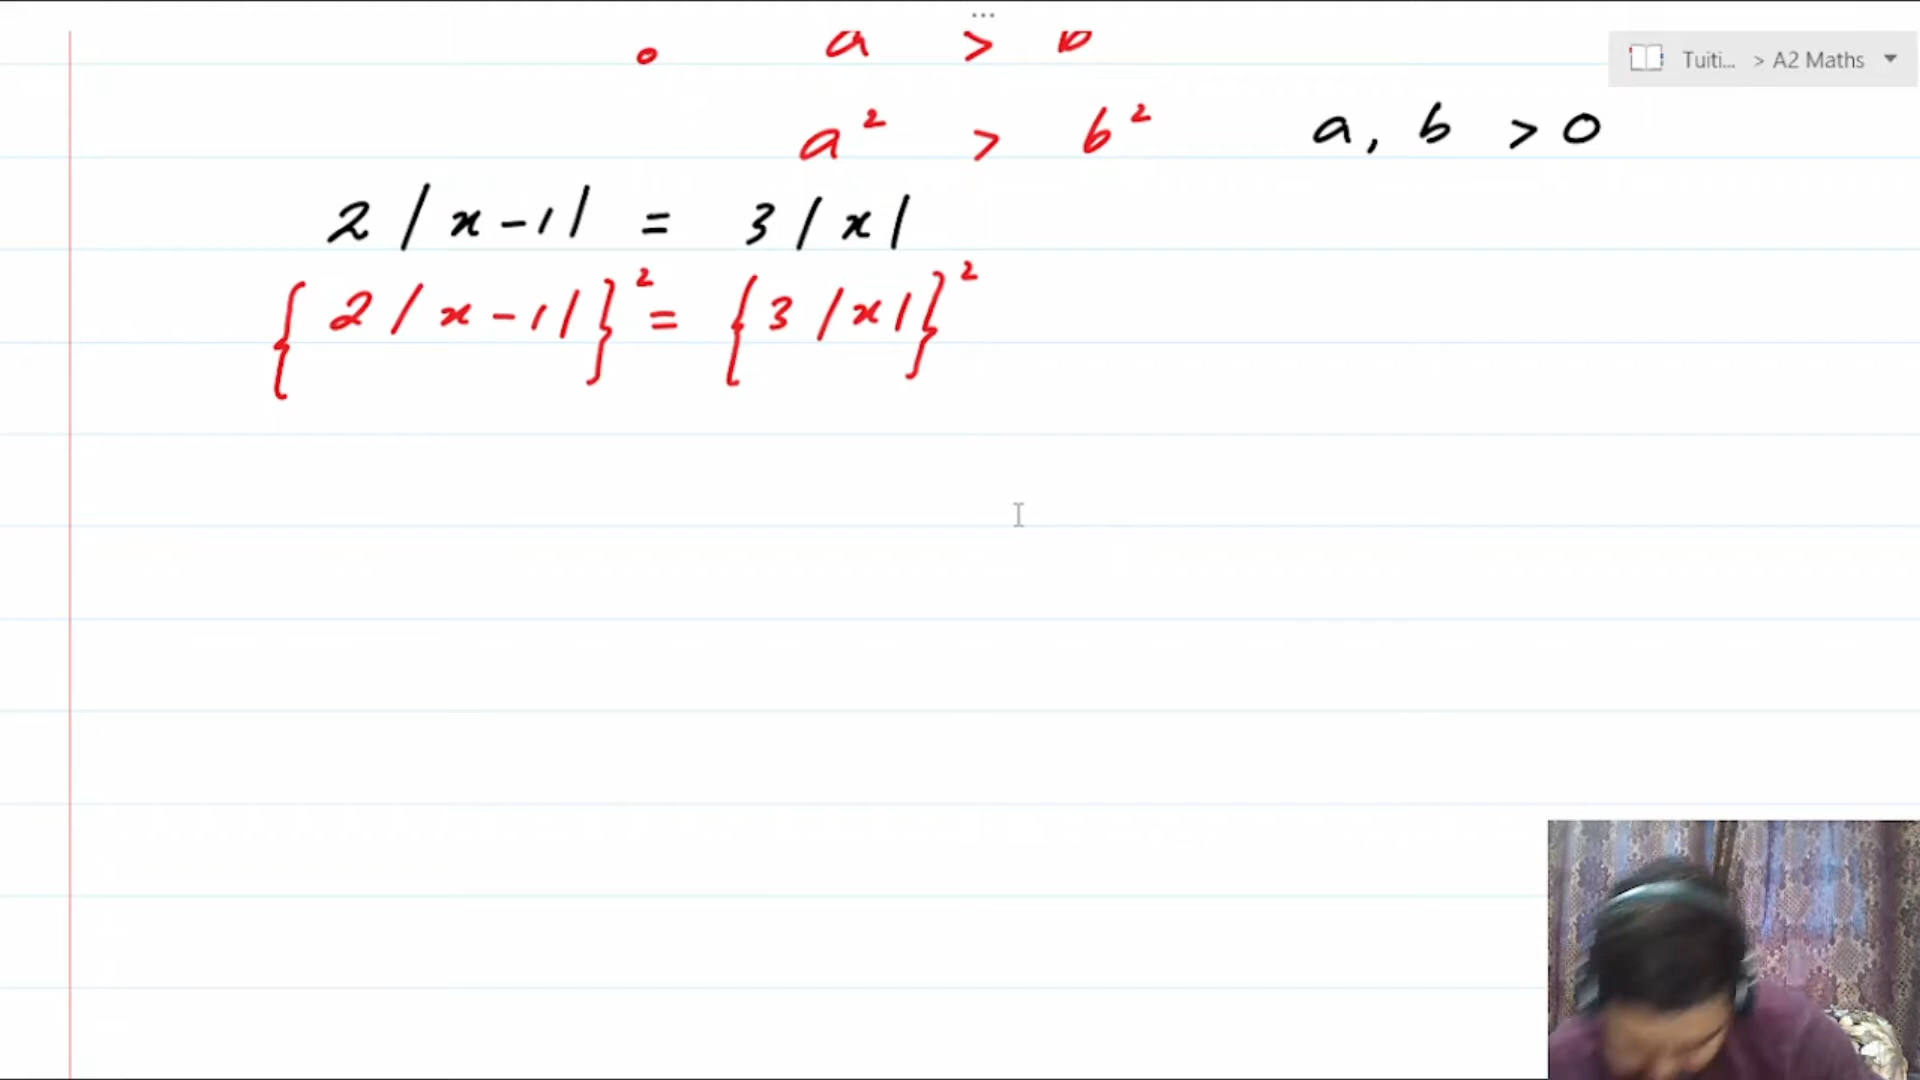 ...
a > b
Tuiti... > A2 Maths
a² > b² a, b > 0
2|x-1| = 3|x|
{2|x-1|}² = {3|x|}²